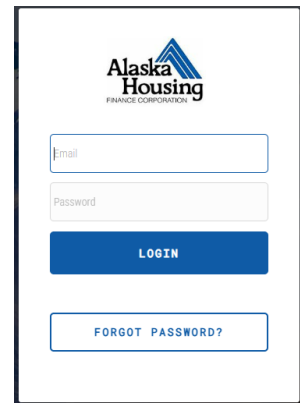 Alaska
Housing
FINANCE CORPORATION
Email
Password
LOGIN
FORGOT PASSWORD?